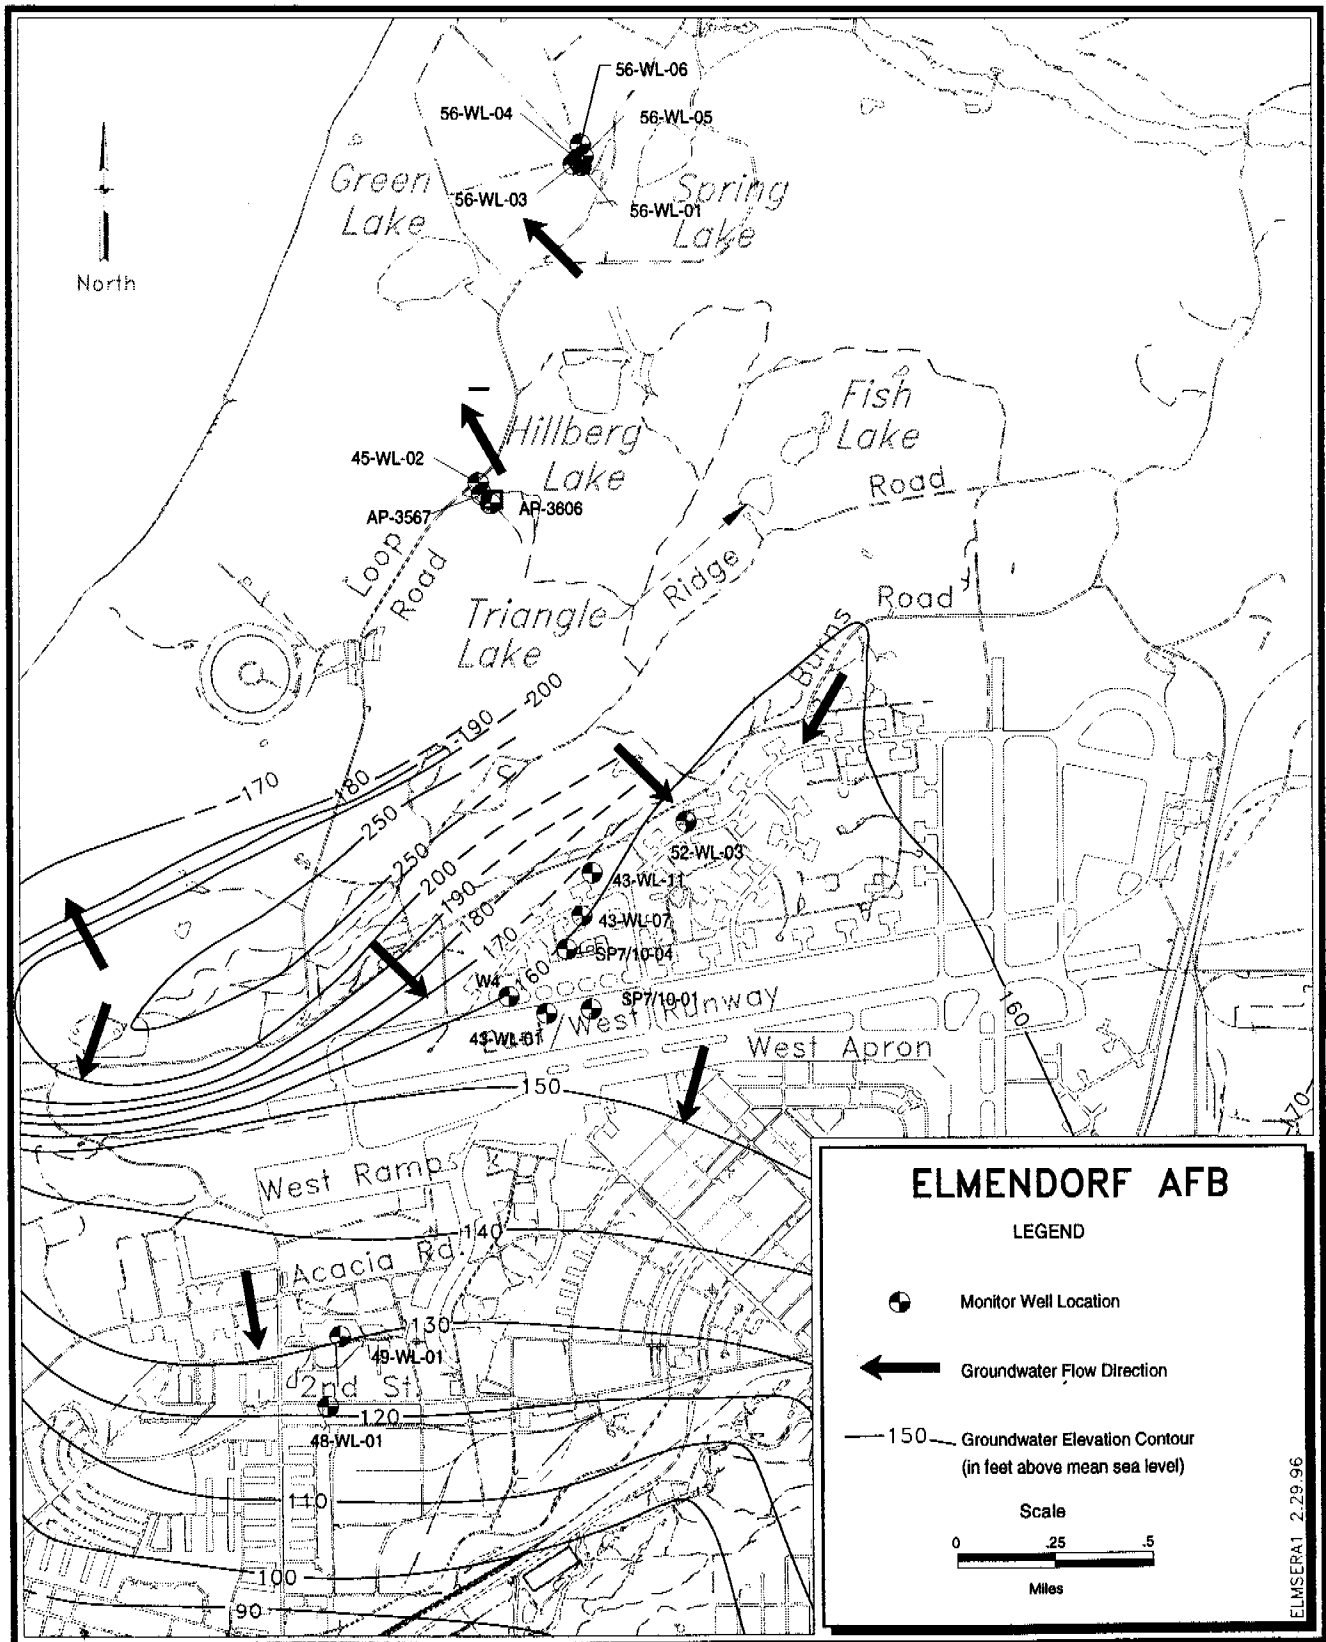 56-WL-06
56-WL-04
56-WL-05
Green
Lake
56-WL-03
Spring
Lake
56-WL-01
North
Fish
Lake
Hillberg
Lake
45-WL-02
AP-3567
AP-3606
Road
Loop
Road
Ridge
Road
Burns
Triangle
Lake
200
190
180
170
250
250
200
190
180
170
160
52-WL-03
43-WL-11
43-WL-07
SP7/10-04
W4
SP7/10-01
43-WL-01
West Runway
West Apron
160
170
150
West Ramps
140
Acacia Rd.
130
49-WL-01
2nd St.
120
48-WL-01
110
100
90
ELMENDORF AFB
LEGEND
Monitor Well Location
Groundwater Flow Direction
150
Groundwater Elevation Contour
(in feet above mean sea level)
Scale
0 .25 .5
Miles
ELMSERA1 2.29.96